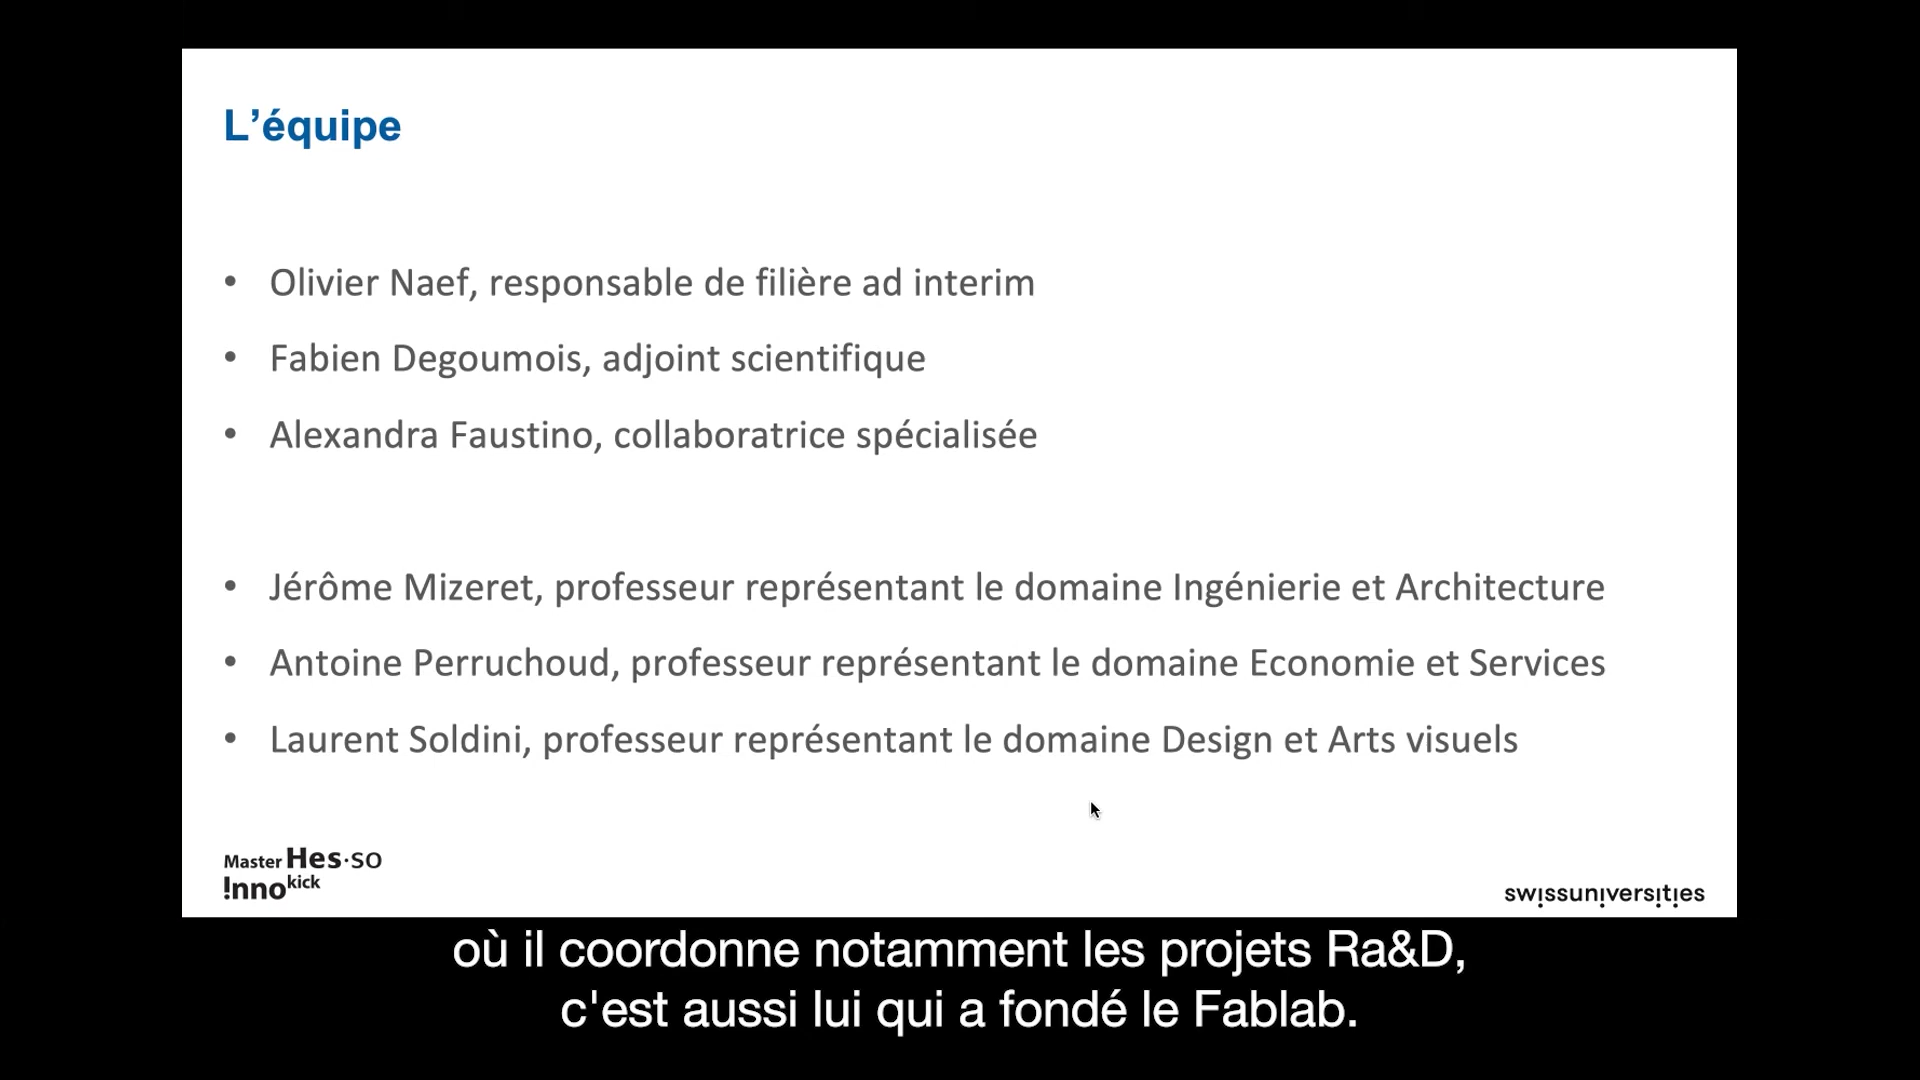 L’équipe
• Olivier Naef, responsable de filière ad interim
• Fabien Degoumois, adjoint scientifique
• Alexandra Faustino, collaboratrice spécialisée
• Jérôme Mizeret, professeur représentant le domaine Ingénierie et Architecture
• Antoine Perruchoud, professeur représentant le domaine Economie et Services
• Laurent Soldini, professeur représentant le domaine Design et Arts visuels
Master Hes·SO
!nnokick
swissuniversities
où il coordonne notamment les projets Ra&D,
c'est aussi lui qui a fondé le Fablab.